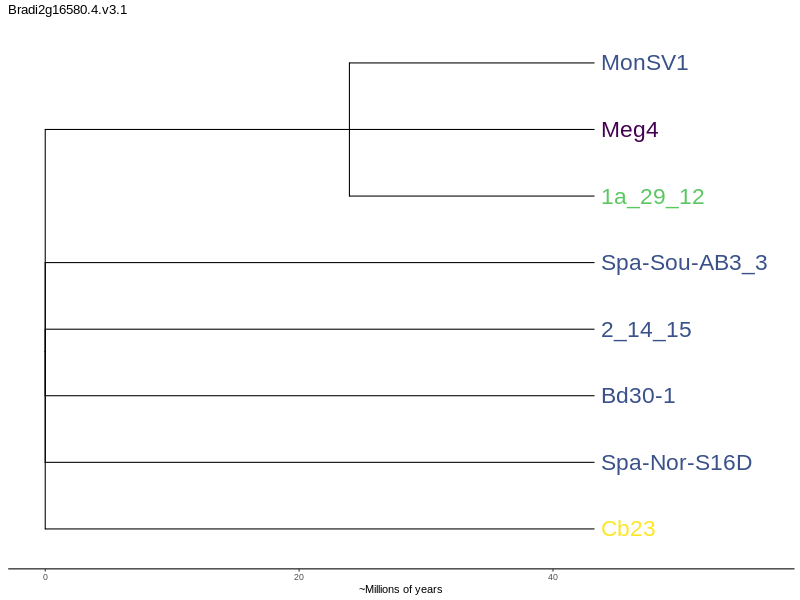 Bradi2g16580.4.v3.1
MonSV1
Meg4
1a_29_12
Spa-Sou-AB3_3
2_14_15
Bd30-1
Spa-Nor-S16D
Cb23
0 20 40
~Millions of years